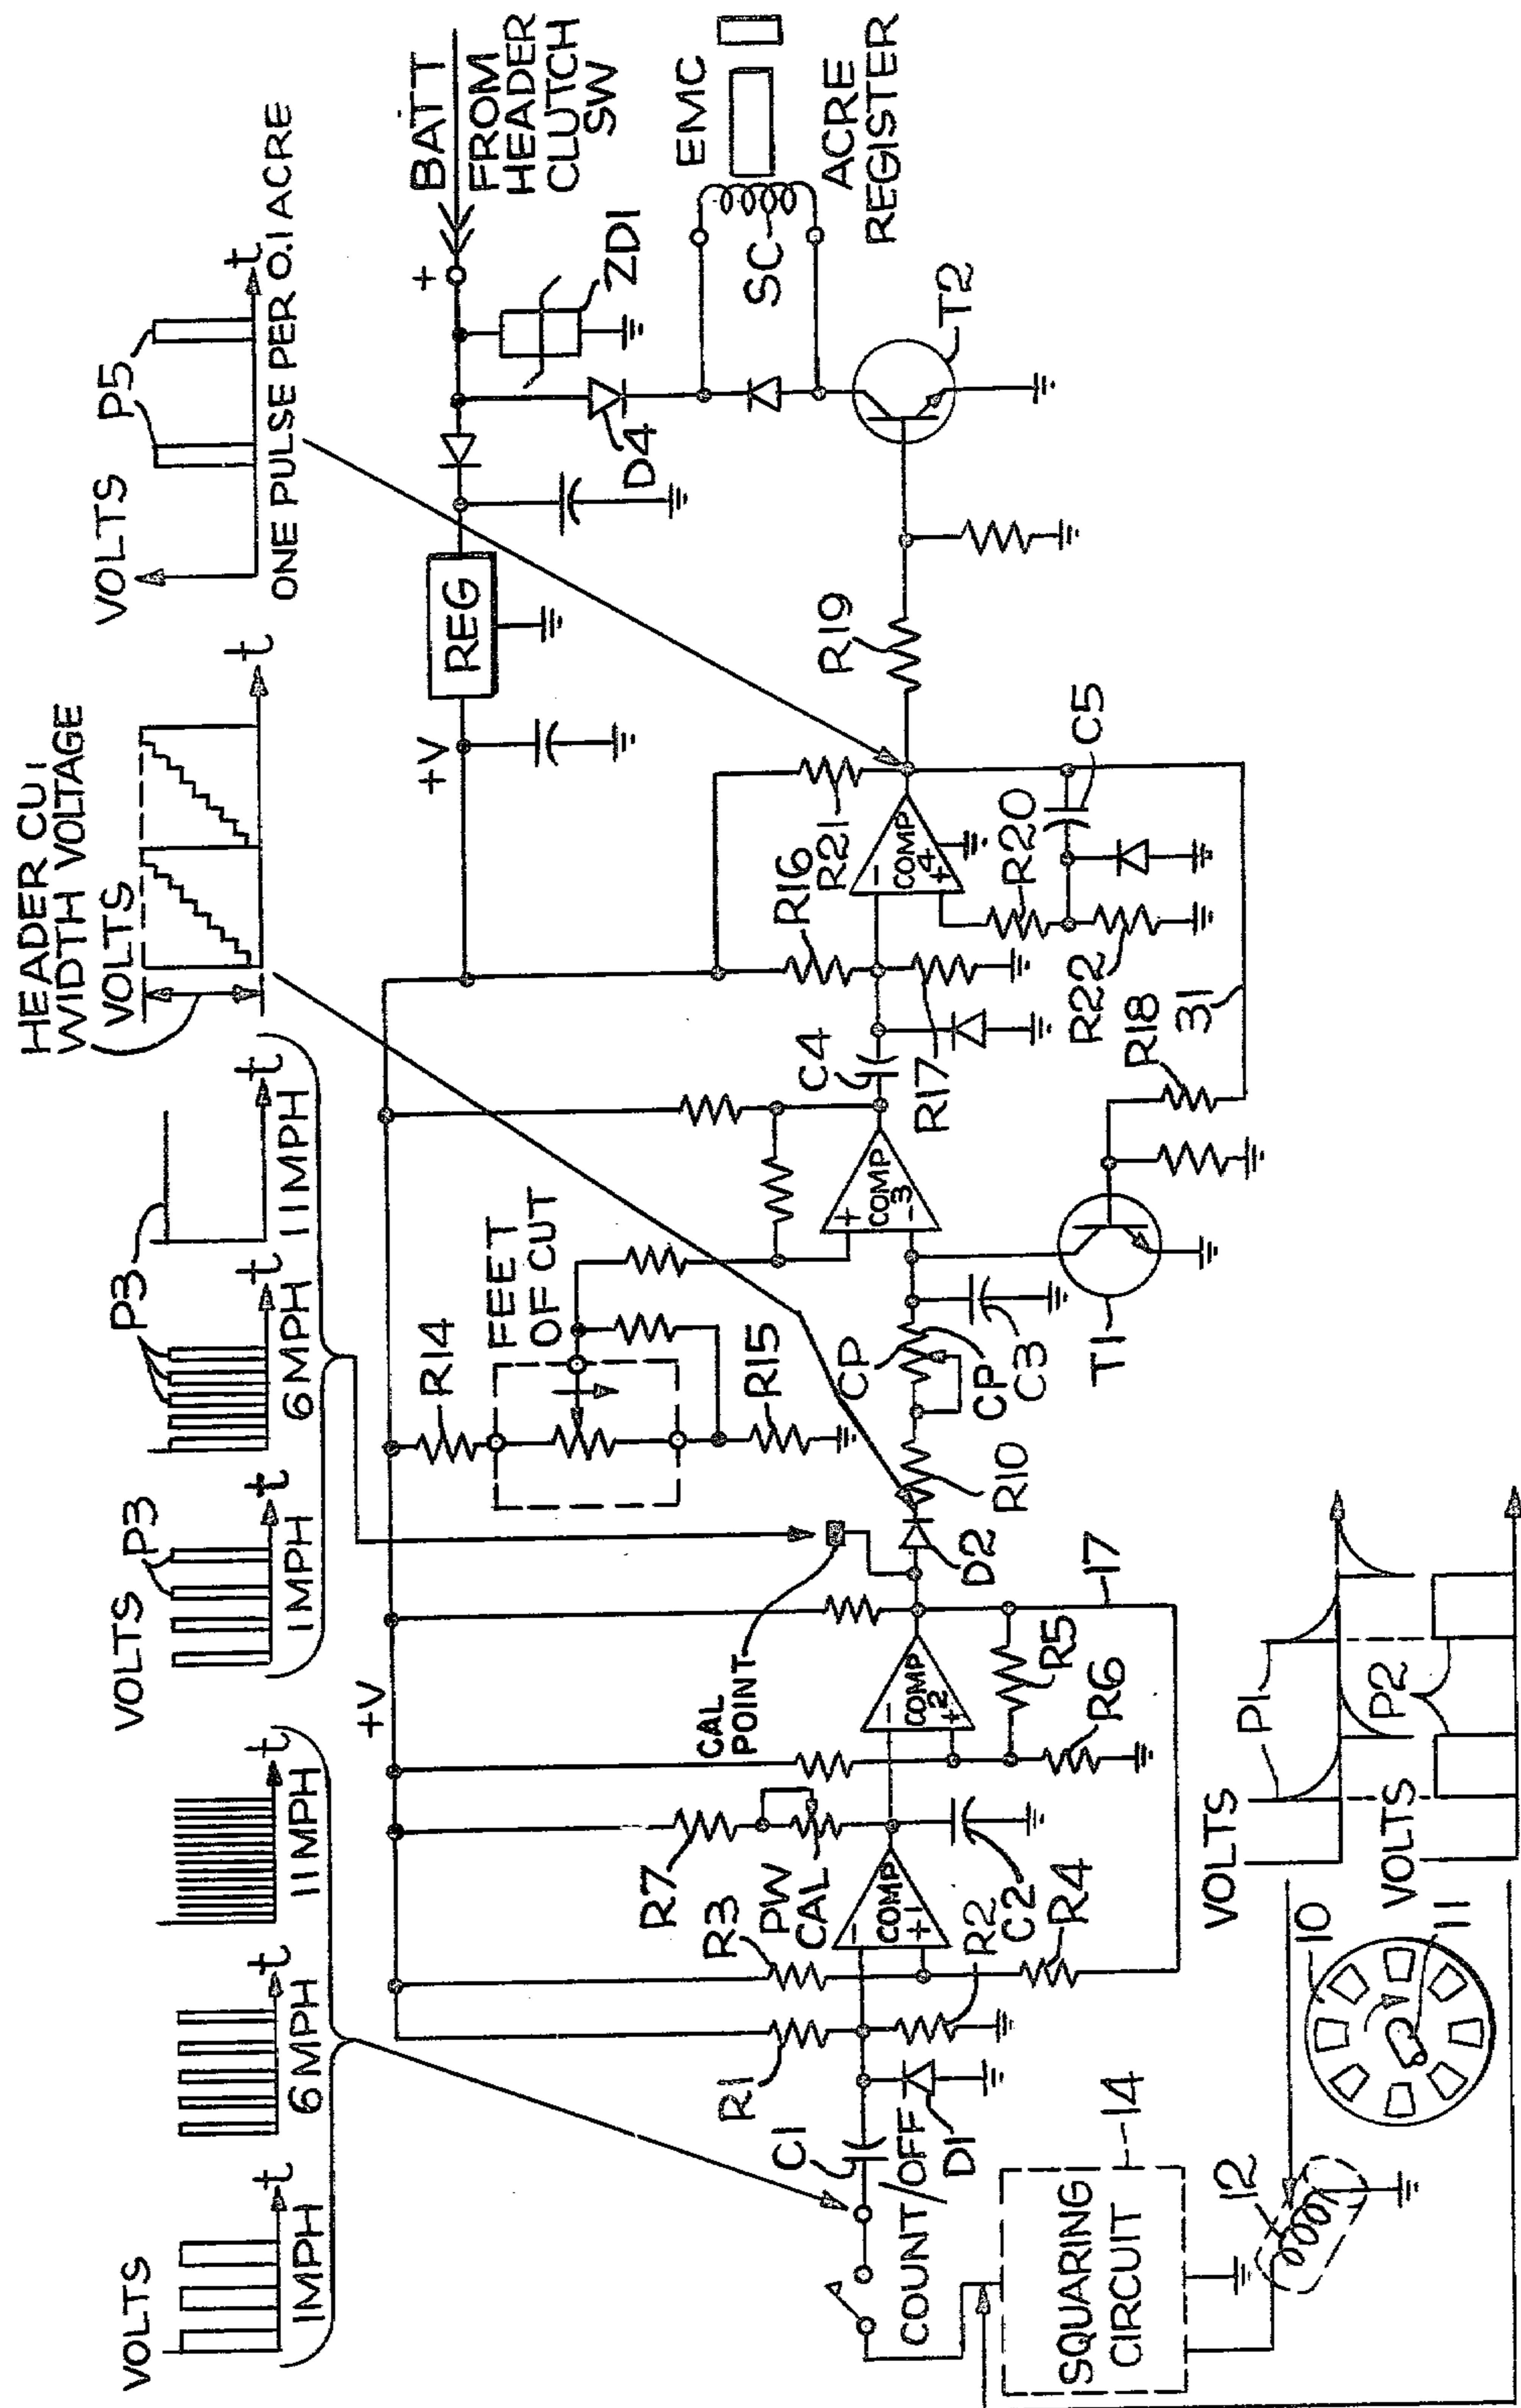 VOLTS
t
1MPH
t
6MPH
t
11MPH
VOLTS
P3
t
1MPH
P3
t
6MPH
t
11MPH
HEADER CU
WIDTH VOLTAGE
VOLTS
t
VOLTS
P5
t
ONE PULSE PER 0.1 ACRE
+V
+V
REG
+
BATT
FROM
HEADER
CLUTCH
SW
ZD1
D4
EMC
SC
ACRE
REGISTER
T2
R19
R14
FEET
OF CUT
R15
CAL
POINT
R7
PW
CAL
R3
R1
C1
COUNT/OFF
D1
R2
-
COMP
1
+
C2
R4
-
COMP
2
+
R5
R6
17
D2
R10
CP
CP
C3
+
COMP
3
-
T1
C4
R17
R16
R21
-
COMP
4
+
R20
C5
R22
R18
31
SQUARING
CIRCUIT
14
12
10
11
VOLTS
P1
VOLTS
P2